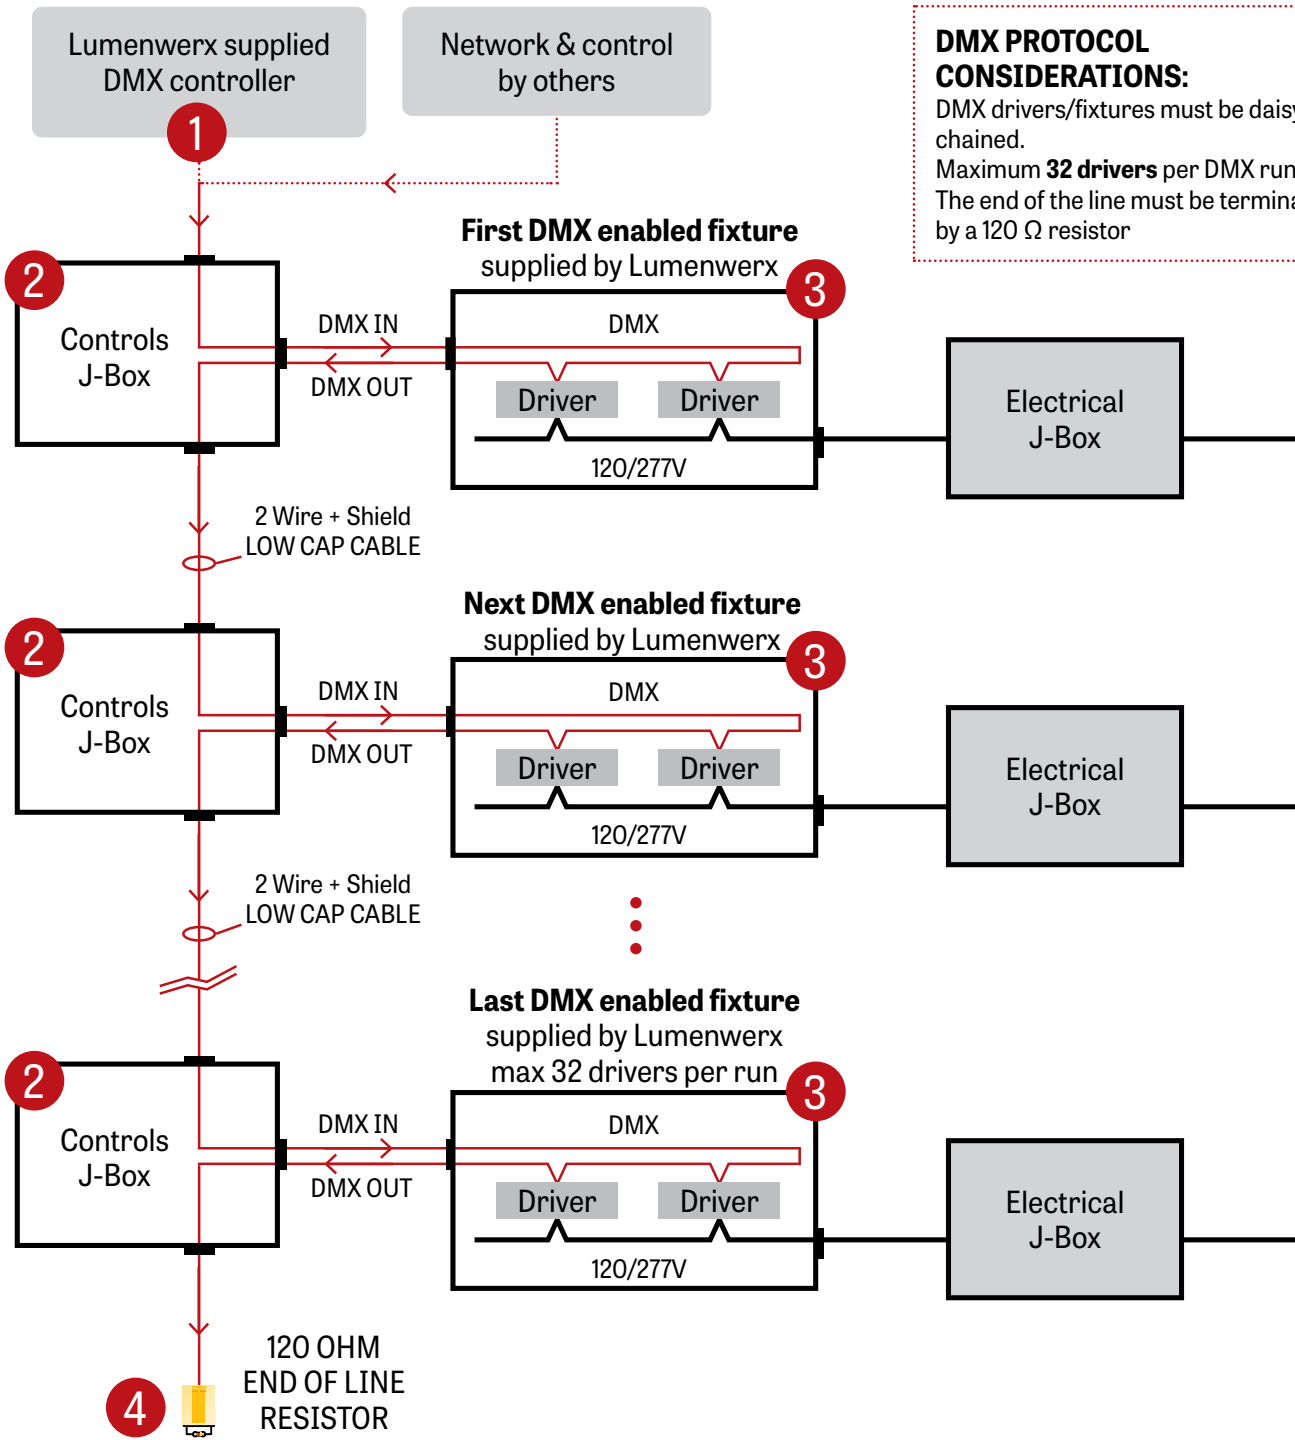 Lumenwerx supplied
DMX controller
1
Network & control
by others
DMX PROTOCOL
CONSIDERATIONS:
DMX drivers/fixtures must be daisy
chained.
Maximum 32 drivers per DMX run
The end of the line must be termina
by a 120 Ω resistor
2
Controls
J-Box
DMX IN
DMX OUT
First DMX enabled fixture
supplied by Lumenwerx
3
DMX
Driver
Driver
120/277V
Electrical
J-Box
2 Wire + Shield
LOW CAP CABLE
2
Controls
J-Box
DMX IN
DMX OUT
Next DMX enabled fixture
supplied by Lumenwerx
3
DMX
Driver
Driver
120/277V
Electrical
J-Box
2 Wire + Shield
LOW CAP CABLE
2
Controls
J-Box
DMX IN
DMX OUT
Last DMX enabled fixture
supplied by Lumenwerx
max 32 drivers per run
3
DMX
Driver
Driver
120/277V
Electrical
J-Box
4
120 OHM
END OF LINE
RESISTOR